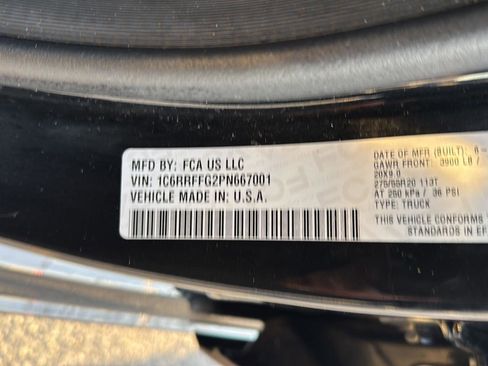 MFD BY: FCA US LLC
VIN: 1C6RRFFG2PN667001
VEHICLE MADE IN: U.S.A.
DATE OF MFR (BUILT): 6-
GAWR FRONT: 3900 LB /
20X9.0
275/55R20 113T
AT 250 kPa / 36 PSI
TYPE: TRUCK
THIS VEHICLE CONFORMS
STANDARDS IN EF